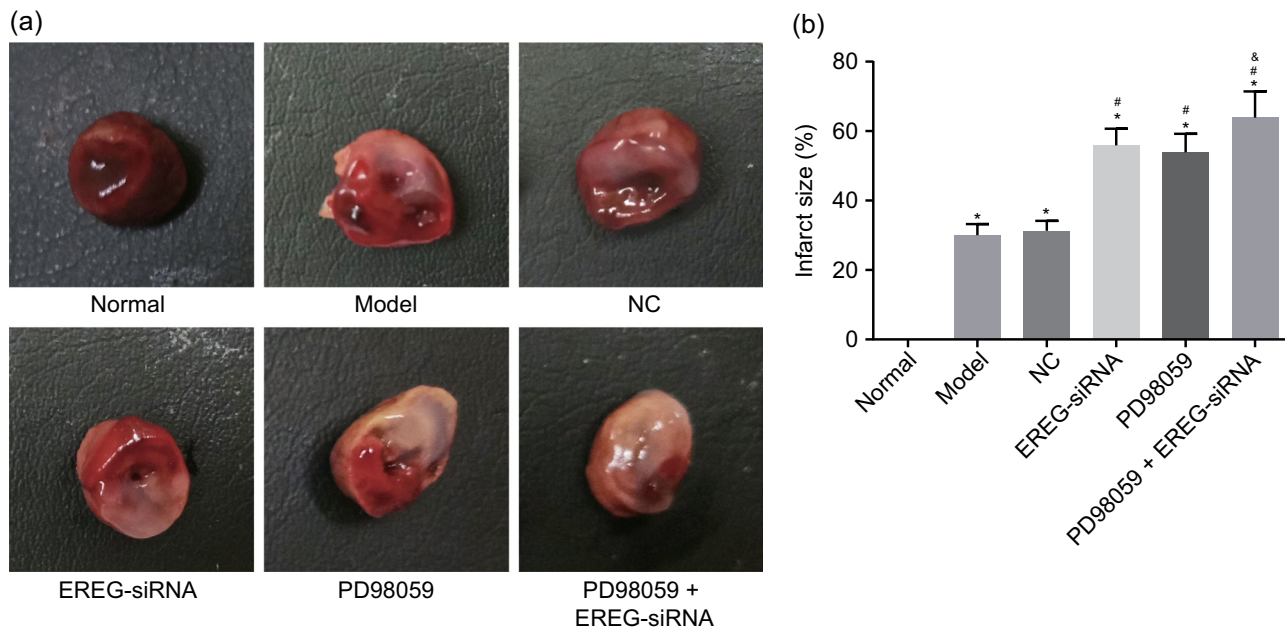 (a)
Normal
Model
NC
EREG-siRNA
PD98059
PD98059 +
EREG-siRNA
(b)
Infarct size (%)
80
60
40
20
0
*
*
#
*
#
*
&
#
*
Normal
Model
NC
EREG-siRNA
PD98059
PD98059 + EREG-siRNA